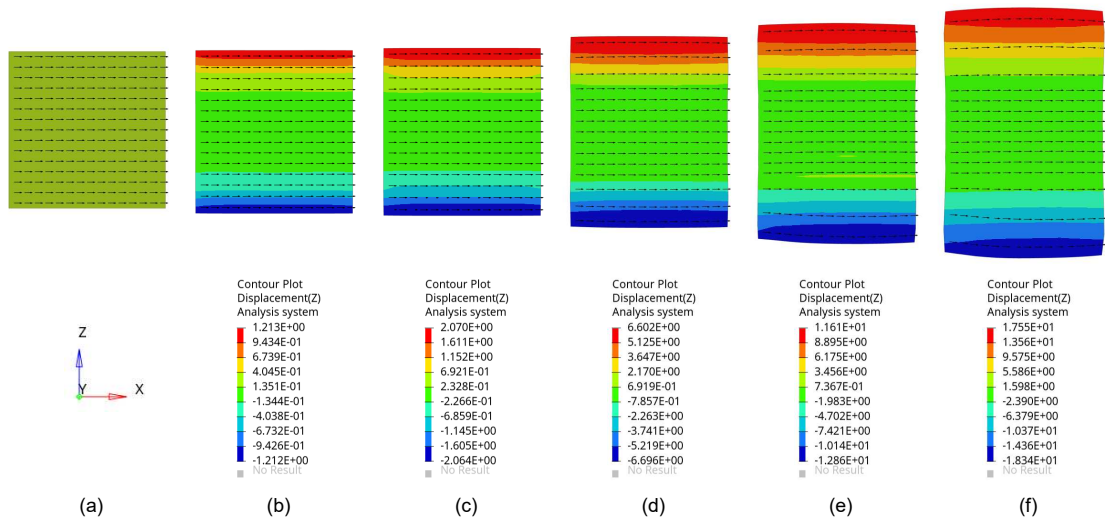 Contour Plot
Displacement(Z)
Analysis system
1.213E+00
9.434E-01
6.739E-01
4.045E-01
1.351E-01
-1.344E-01
-4.038E-01
-6.732E-01
-9.426E-01
-1.212E+00
No Result
Contour Plot
Displacement(Z)
Analysis system
2.070E+00
1.611E+00
1.152E+00
6.921E-01
2.328E-01
-2.266E-01
-6.859E-01
-1.145E+00
-1.605E+00
-2.064E+00
No Result
Contour Plot
Displacement(Z)
Analysis system
6.602E+00
5.125E+00
3.647E+00
2.170E+00
6.919E-01
-7.857E-01
-2.263E+00
-3.741E+00
-5.219E+00
-6.696E+00
No Result
Contour Plot
Displacement(Z)
Analysis system
1.161E+01
8.895E+00
6.175E+00
3.456E+00
7.367E-01
-1.983E+00
-4.702E+00
-7.421E+00
-1.014E+01
-1.286E+01
No Result
Contour Plot
Displacement(Z)
Analysis system
1.755E+01
1.356E+01
9.575E+00
5.586E+00
1.598E+00
-2.390E+00
-6.379E+00
-1.037E+01
-1.436E+01
-1.834E+01
No Result
Z
Y
X
(a)
(b)
(c)
(d)
(e)
(f)